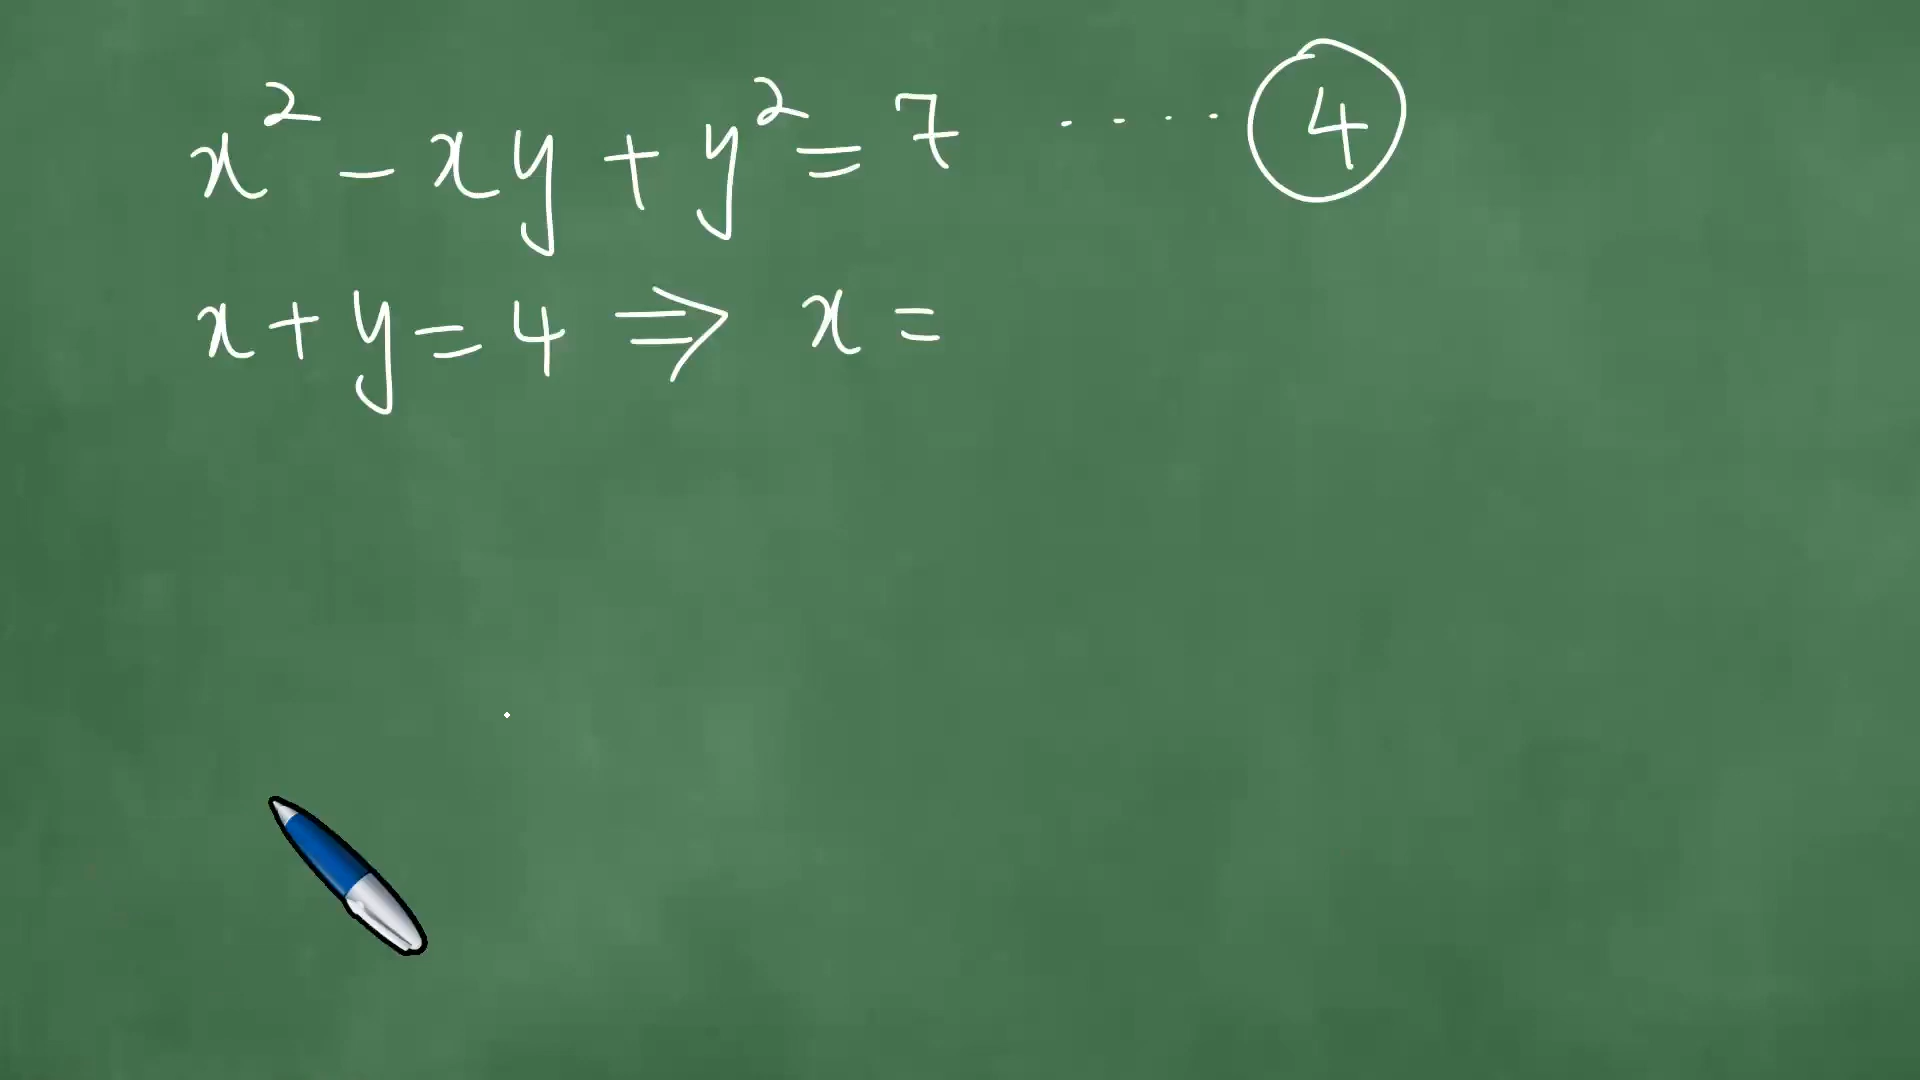 x² - xy + y² = 7 ..... ④
x + y = 4 ⇒ x =